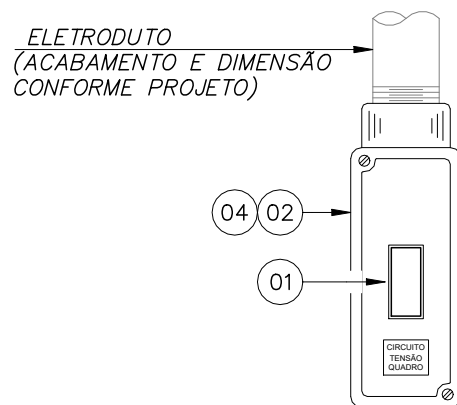 ELETRODUTO
(ACABAMENTO E DIMENSÃO
CONFORME PROJETO)
04 02
01
CIRCUITO
TENSÃO
QUADRO